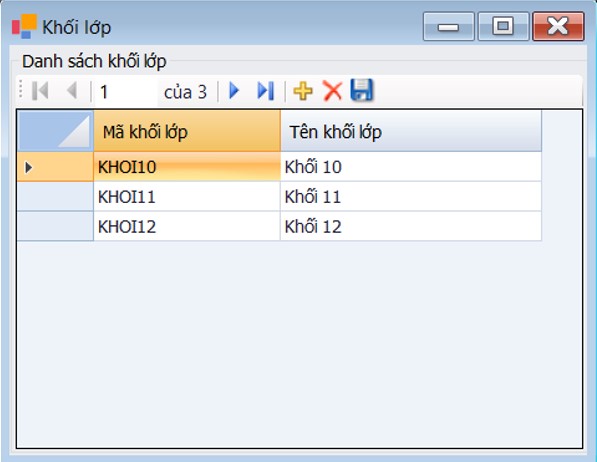 Khối lớp
Danh sách khối lớp
1 của 3
Mã khối lớp Tên khối lớp
KHOI10 Khối 10
KHOI11 Khối 11
KHOI12 Khối 12